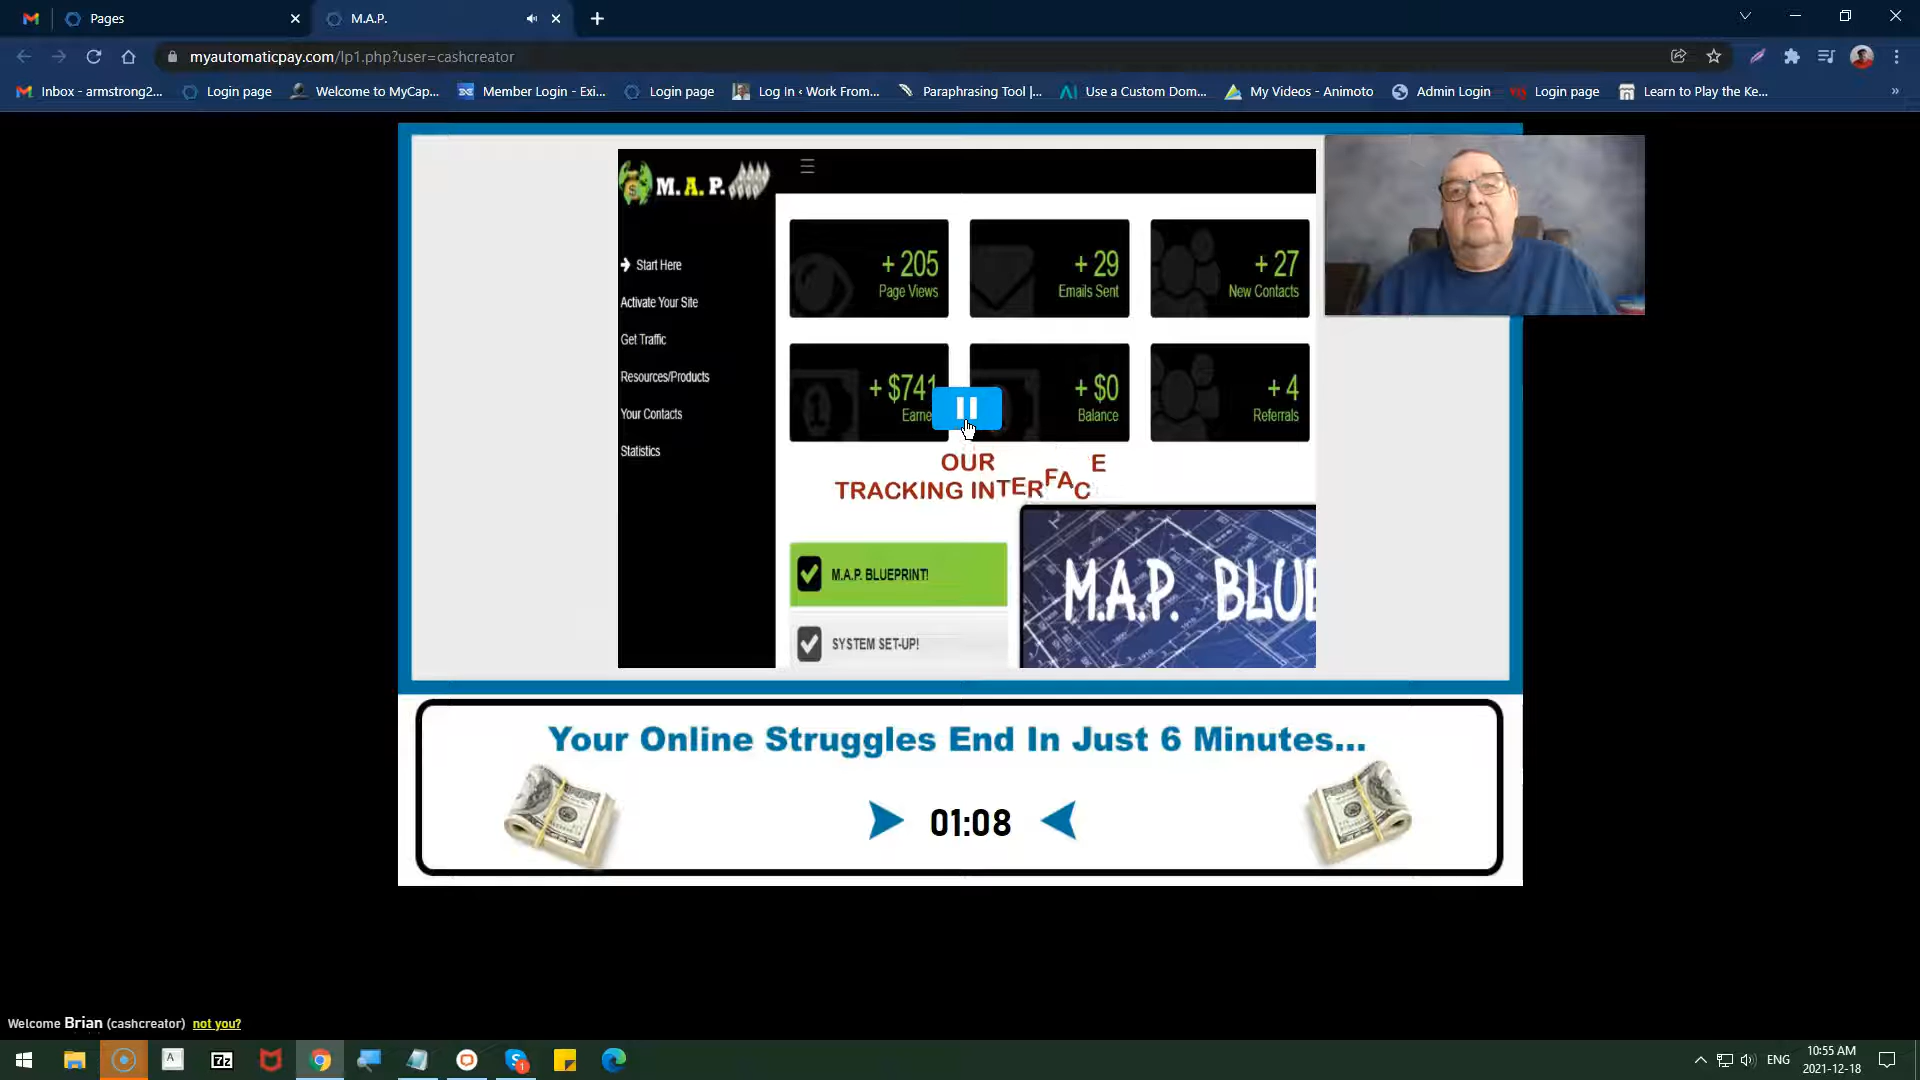 Pages
M.A.P.
myautomaticpay.com/lp1.php?user=cashcreator
Inbox - armstrong2...
Login page
Welcome to MyCap...
Member Login - Exi...
Login page
Log In ‹ Work From...
Paraphrasing Tool |...
Use a Custom Dom...
My Videos - Animoto
Admin Login
Login page
Learn to Play the Ke...
»
M. A. P.
Start Here
Activate Your Site
Get Traffic
Resources/Products
Your Contacts
Statistics
+ 205
Page Views
+ 29
Emails Sent
+ 27
New Contacts
+ $741
Earne
+ $0
Balance
+ 4
Referrals
OUR
TRACKING INTERFACE
M.A.P. BLUEPRINT!
SYSTEM SET-UP!
M.A.P. BLUE
Your Online Struggles End In Just 6 Minutes...
01:08
Welcome Brian (cashcreator) not you?
A
7z
1
ENG
10:55 AM
2021-12-18